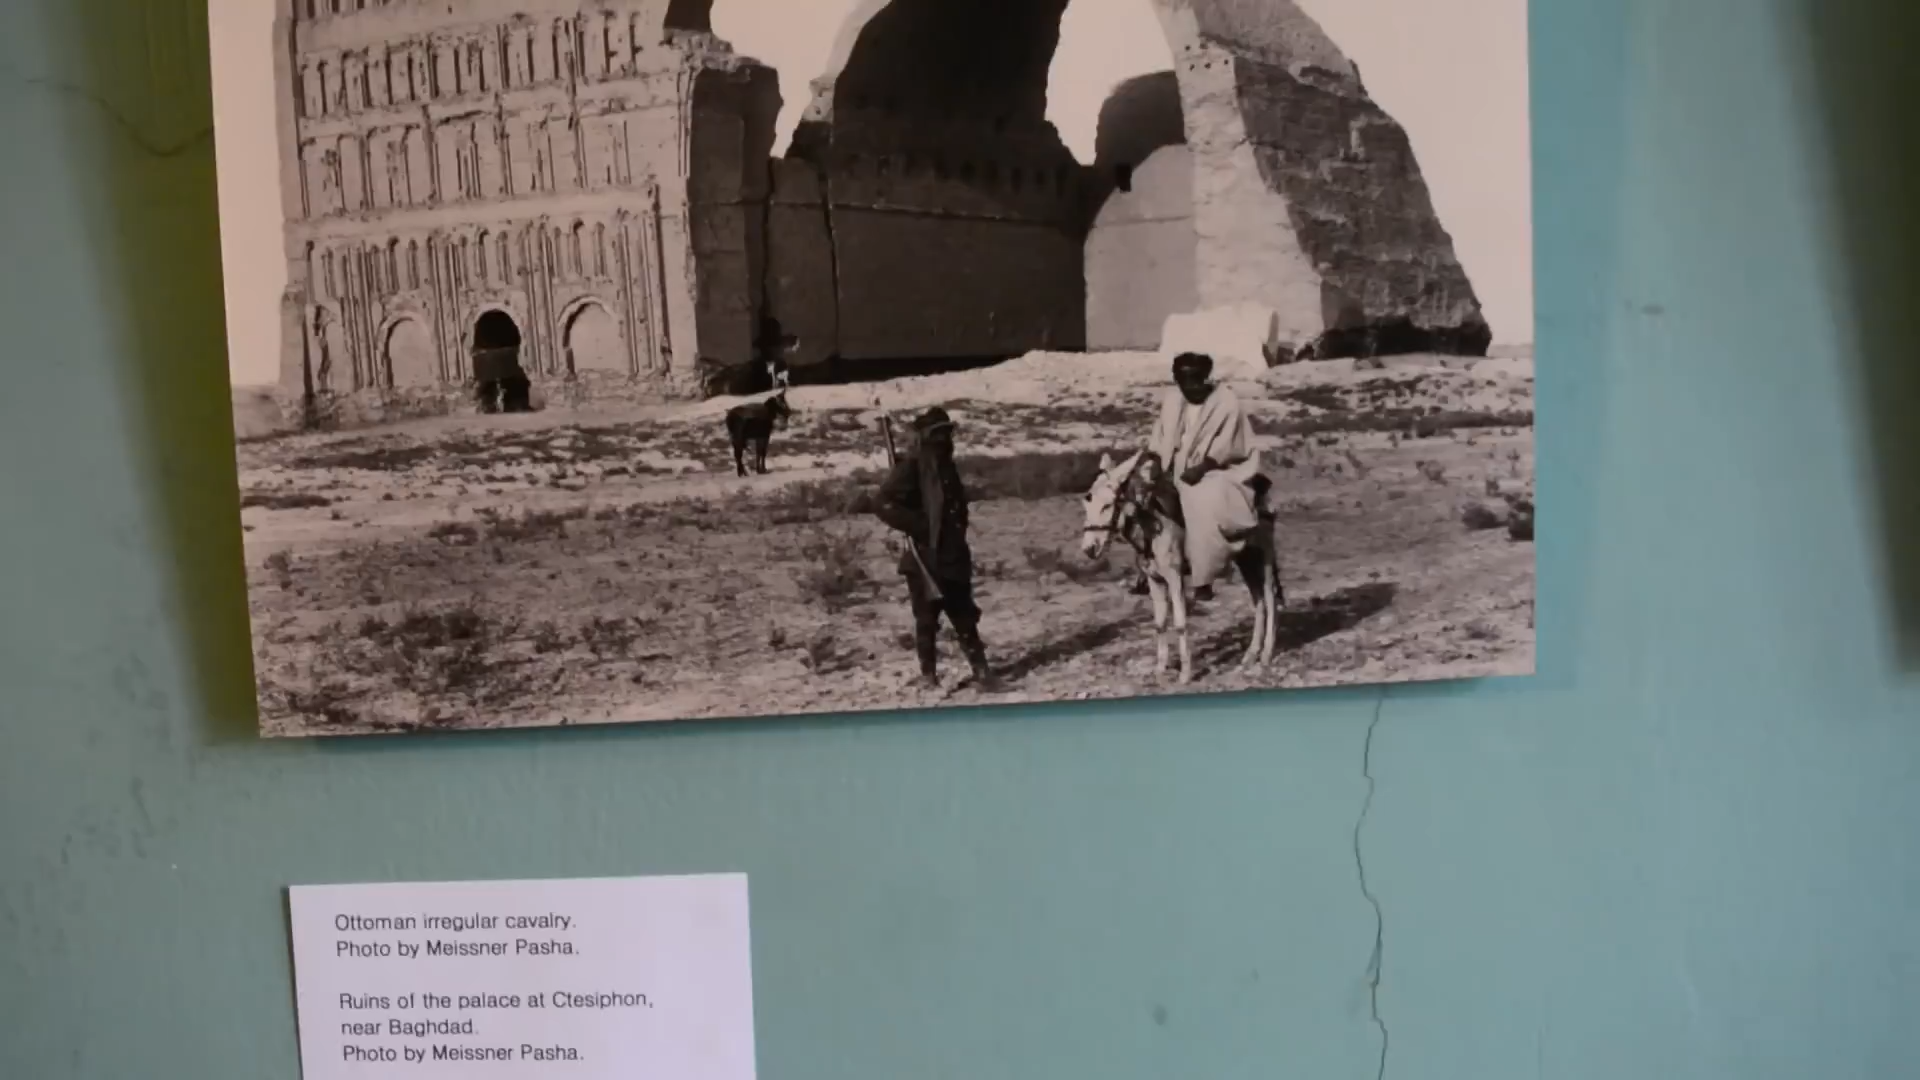 Ottoman irregular cavalry.
Photo by Meissner Pasha.
Ruins of the palace at Ctesiphon,
near Baghdad.
Photo by Meissner Pasha.